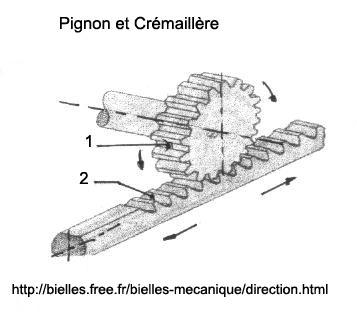 Pignon et Crémaillère
1
2
http://bielles.free.fr/bielles-mecanique/direction.html